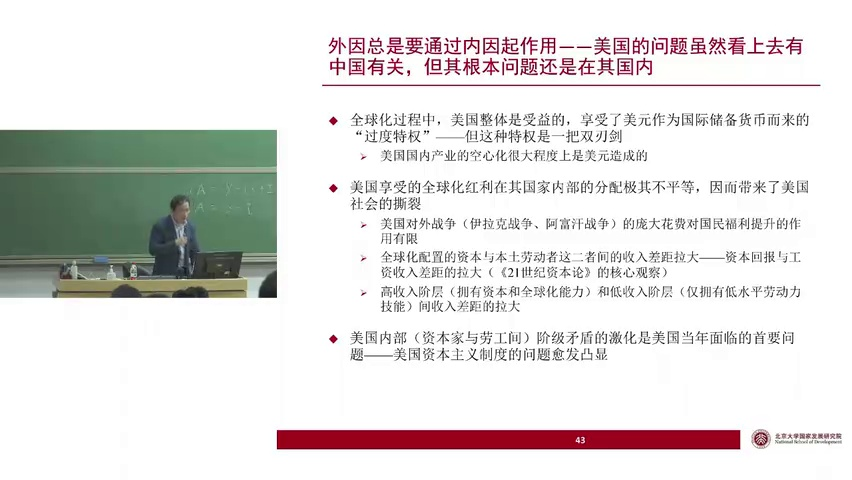 外因总是要通过内因起作用——美国的问题虽然看上去有
中国有关，但其根本问题还是在其国内
全球化过程中，美国整体是受益的，享受了美元作为国际储备货币而来的
“过度特权”——但这种特权是一把双刃剑
美国国内产业的空心化很大程度上是美元造成的
美国享受的全球化红利在其国家内部的分配极其不平等，因而带来了美国
社会的撕裂
美国对外战争（伊拉克战争、阿富汗战争）的庞大花费对国民福利提升的作
用有限
全球化配置的资本与本土劳动者这二者间的收入差距拉大——资本回报与工
资收入差距的拉大（《21世纪资本论》的核心观察）
高收入阶层（拥有资本和全球化能力）和低收入阶层（仅拥有低水平劳动力
技能）间收入差距的拉大
美国内部（资本家与劳工间）阶级矛盾的激化是美国当年面临的首要问
题——美国资本主义制度的问题愈发凸显
43
北京大学国家发展研究院
National School of Development